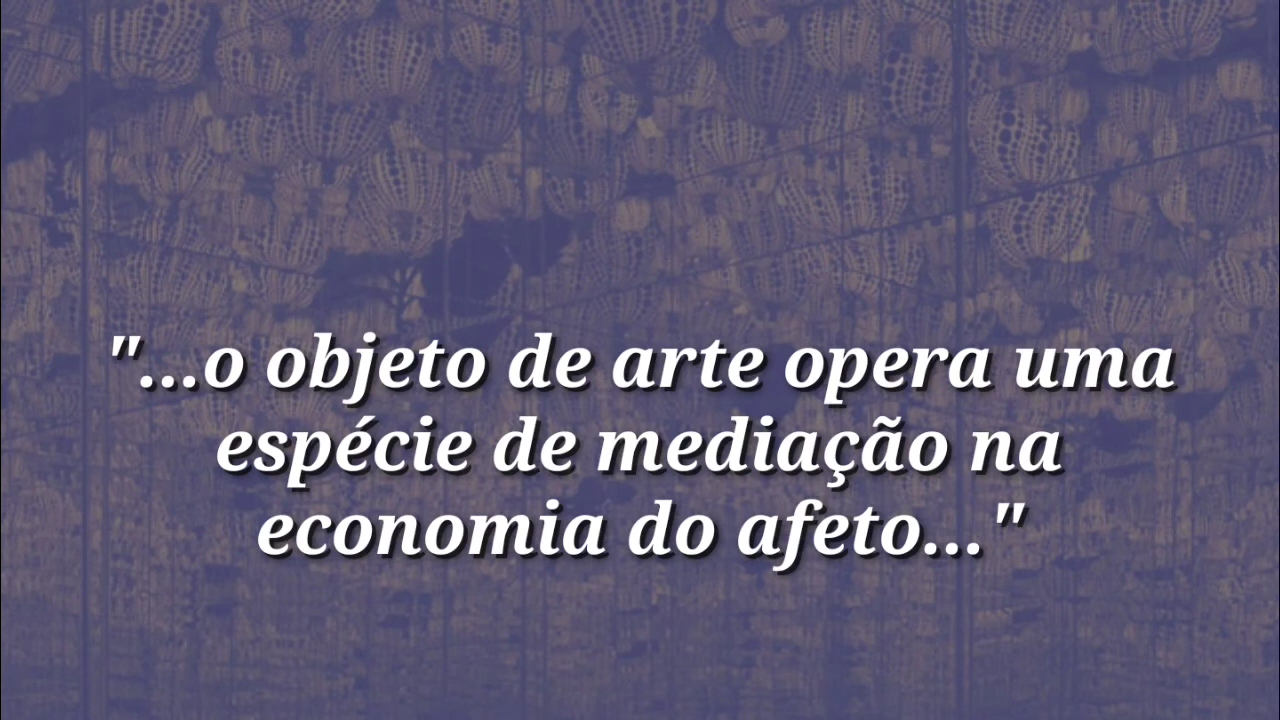 "...o objeto de arte opera uma
espécie de mediação na
economia do afeto..."